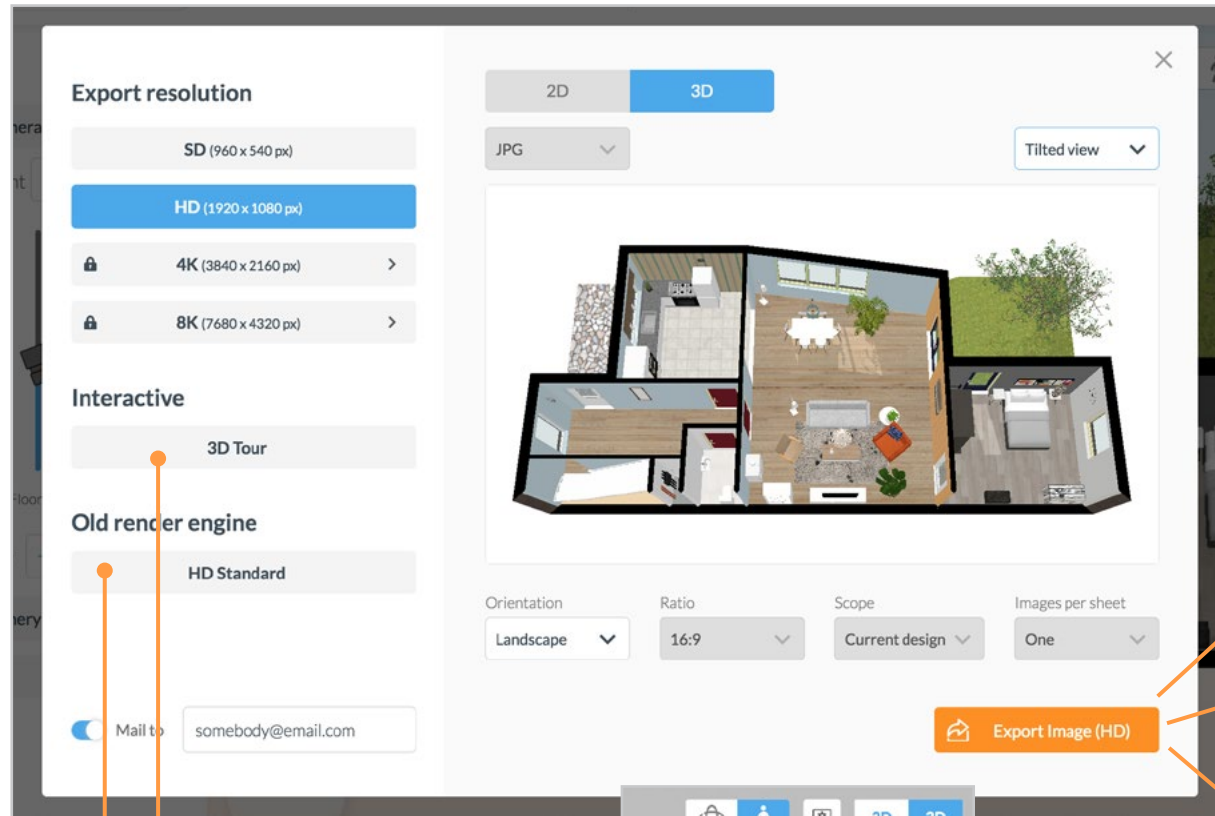 Export resolution
SD (960 x 540 px)
HD (1920 x 1080 px)
4K (3840 x 2160 px)
8K (7680 x 4320 px)
Interactive
3D Tour
Old render engine
HD Standard
Mail to
somebody@email.com
2D 3D
JPG
Tilted view
Orientation Ratio Scope Images per sheet
Landscape 16:9 Current design One
Export Image (HD)
2D 3D